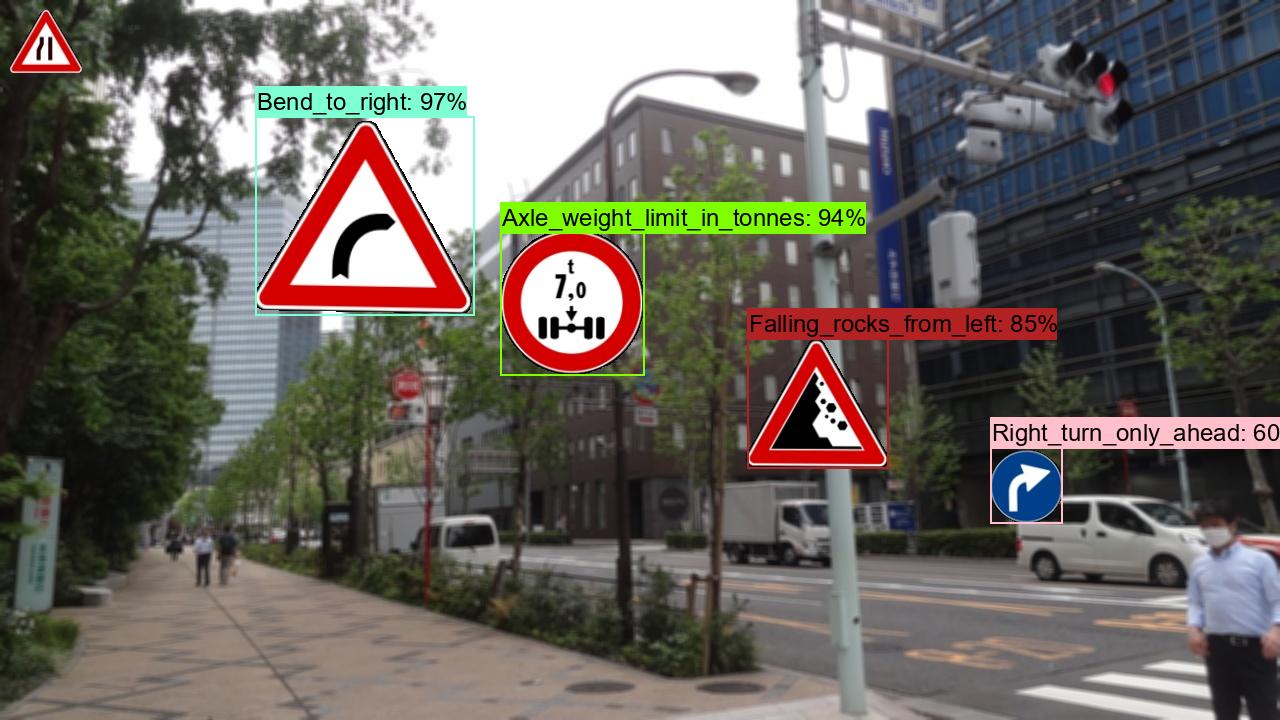 Bend_to_right: 97%
Axle_weight_limit_in_tonnes: 94%
t
7,0
Falling_rocks_from_left: 85%
Right_turn_only_ahead: 60